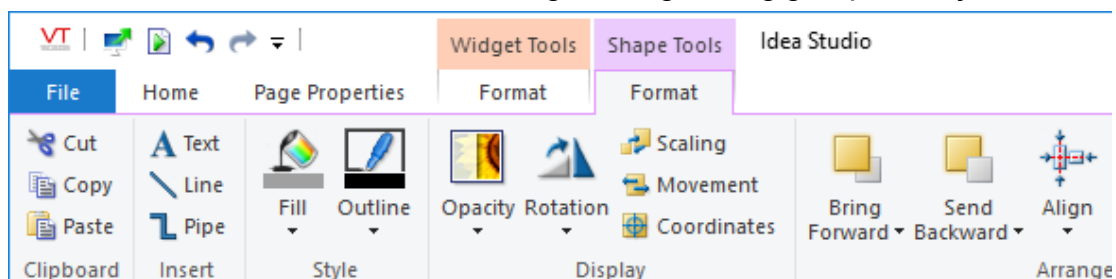 VT Widget Tools Shape Tools Idea Studio
File Home Page Properties Format Format
Cut Text Scaling
Copy Line Movement
Fill Outline Opacity Rotation Bring Send Align
Paste Pipe Coordinates Forward Backward
Clipboard Insert Style Display Arrange